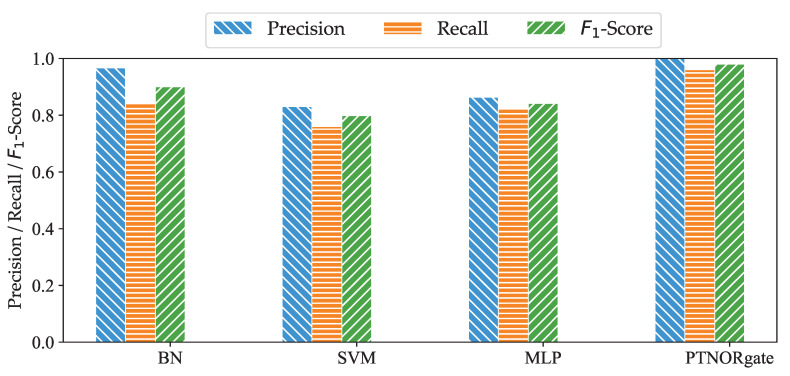 Precision Recall F1-Score
Precision / Recall / F1-Score
1.0
0.8
0.6
0.4
0.2
0.0
BN SVM MLP PTNORgate